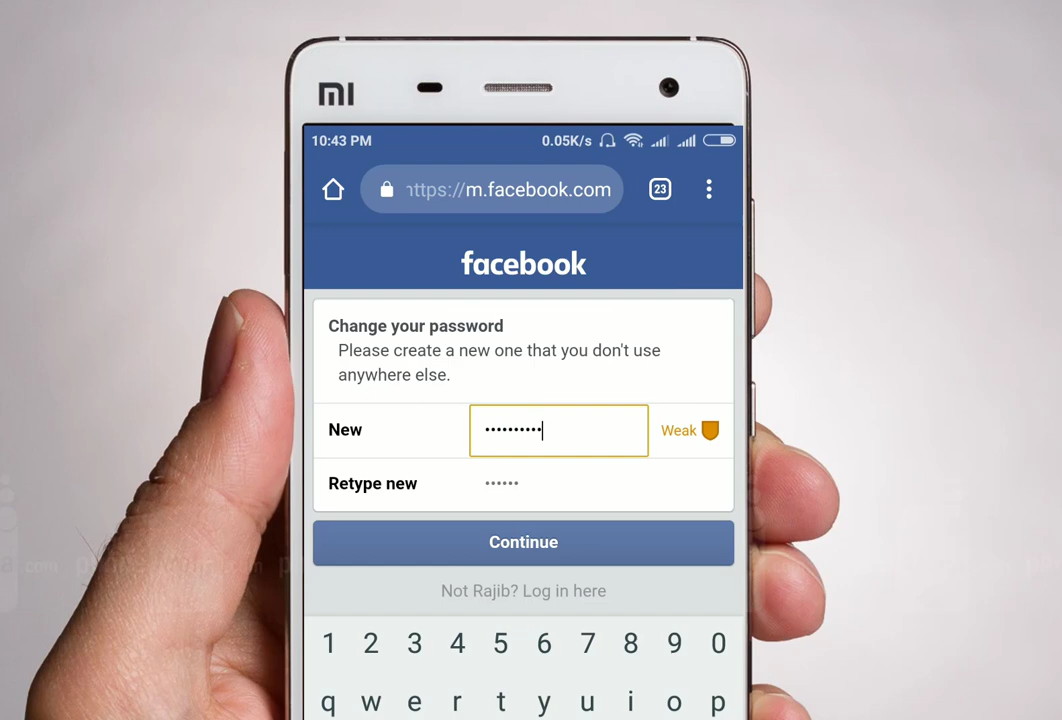 MI
10:43 PM 0.05K/s
https://m.facebook.com 23
facebook
Change your password
Please create a new one that you don't use
anywhere else.
New •••••••••• Weak
Retype new ••••••
Continue
Not Rajib? Log in here
1 2 3 4 5 6 7 8 9 0
q w e r t y u i o p